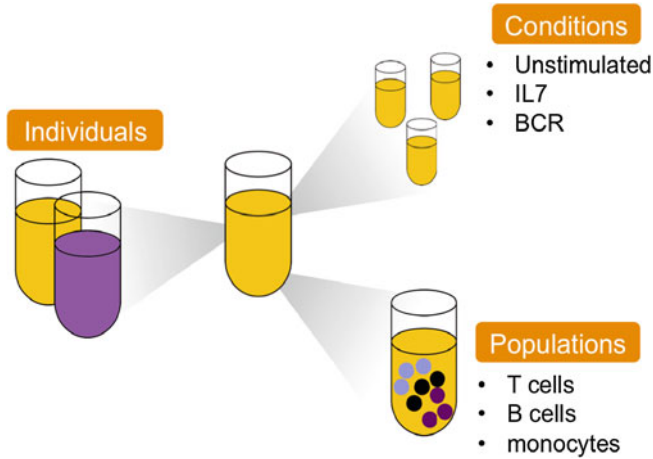 Conditions
• Unstimulated
• IL7
• BCR
Individuals
Populations
• T cells
• B cells
• monocytes